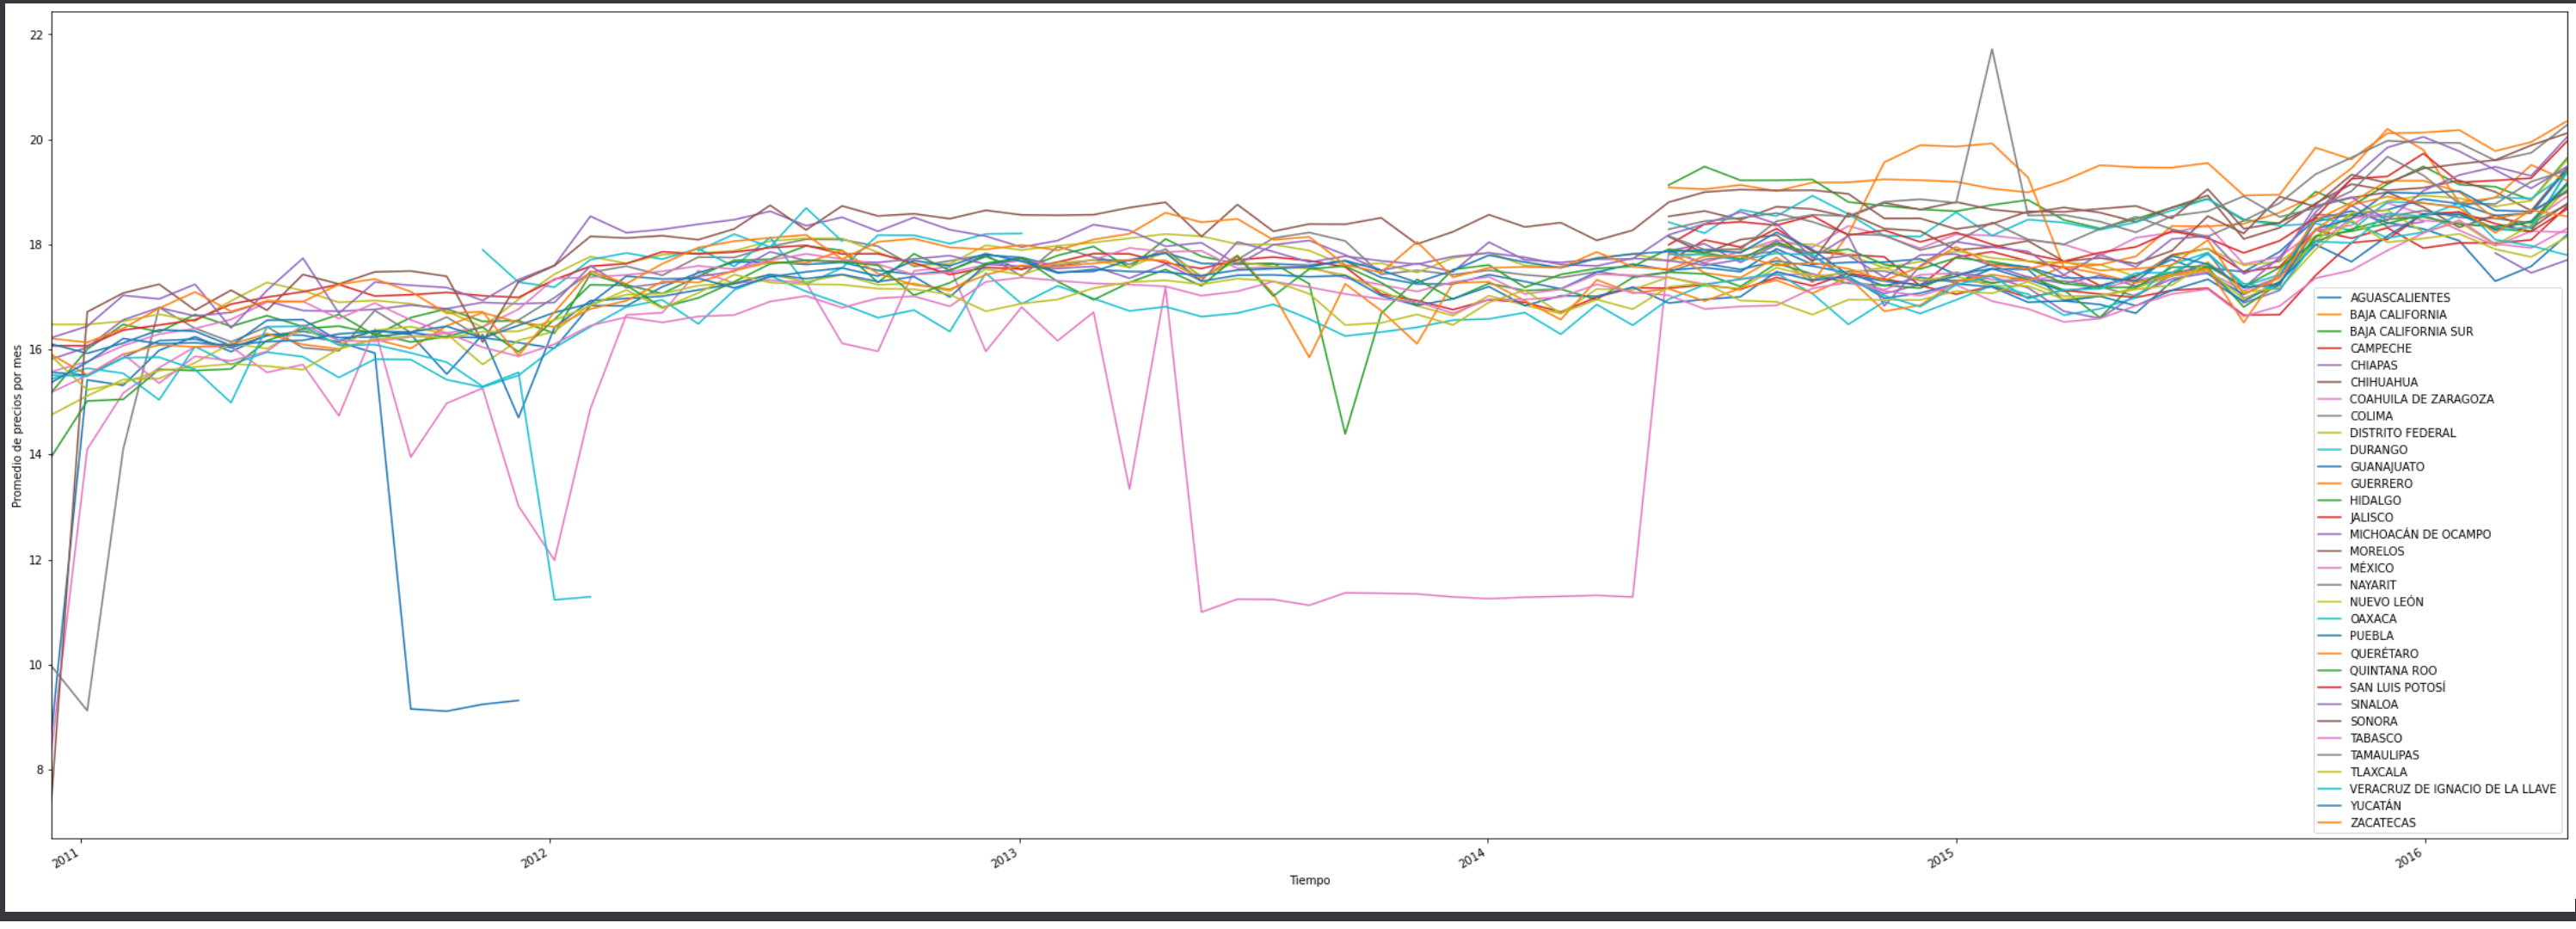 22
20
18
16
14
12
10
8
Promedio de precios por mes
2011
2012
2013
2014
2015
2016
Tiempo
AGUASCALIENTES
BAJA CALIFORNIA
BAJA CALIFORNIA SUR
CAMPECHE
CHIAPAS
CHIHUAHUA
COAHUILA DE ZARAGOZA
COLIMA
DISTRITO FEDERAL
DURANGO
GUANAJUATO
GUERRERO
HIDALGO
JALISCO
MICHOACÁN DE OCAMPO
MORELOS
MÉXICO
NAYARIT
NUEVO LEÓN
OAXACA
PUEBLA
QUERÉTARO
QUINTANA ROO
SAN LUIS POTOSÍ
SINALOA
SONORA
TABASCO
TAMAULIPAS
TLAXCALA
VERACRUZ DE IGNACIO DE LA LLAVE
YUCATÁN
ZACATECAS